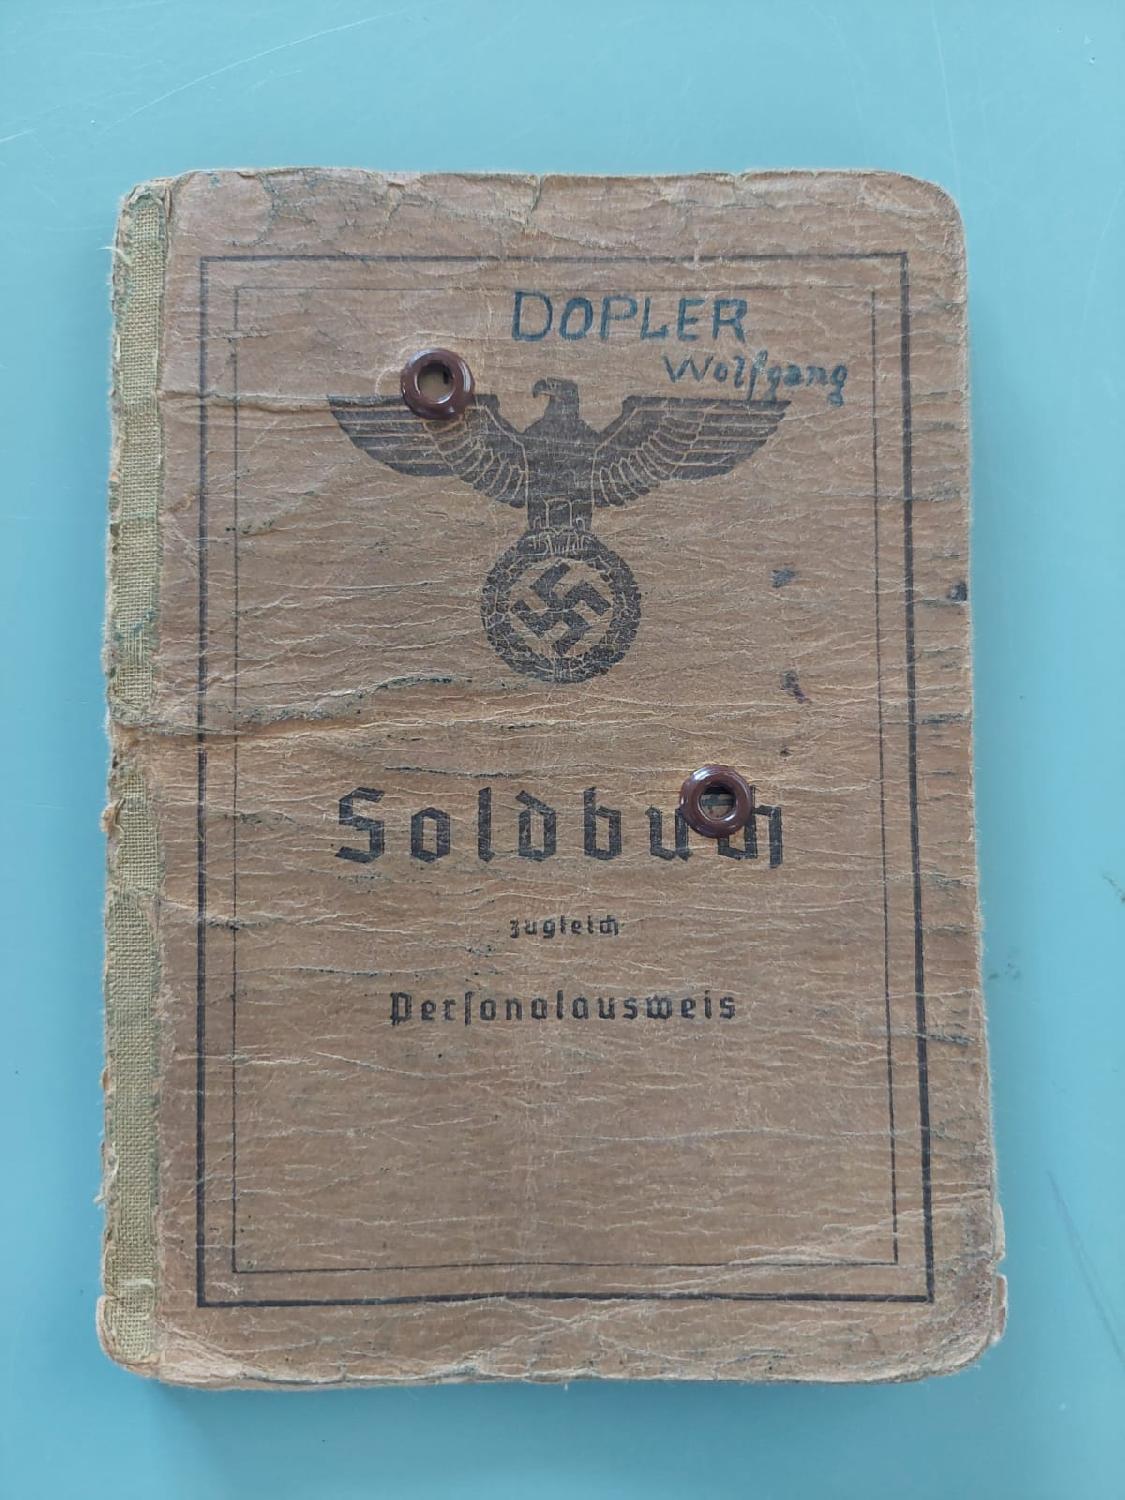 DOPLER
Wolfgang
Soldbuch
zugleich
Personalausweis